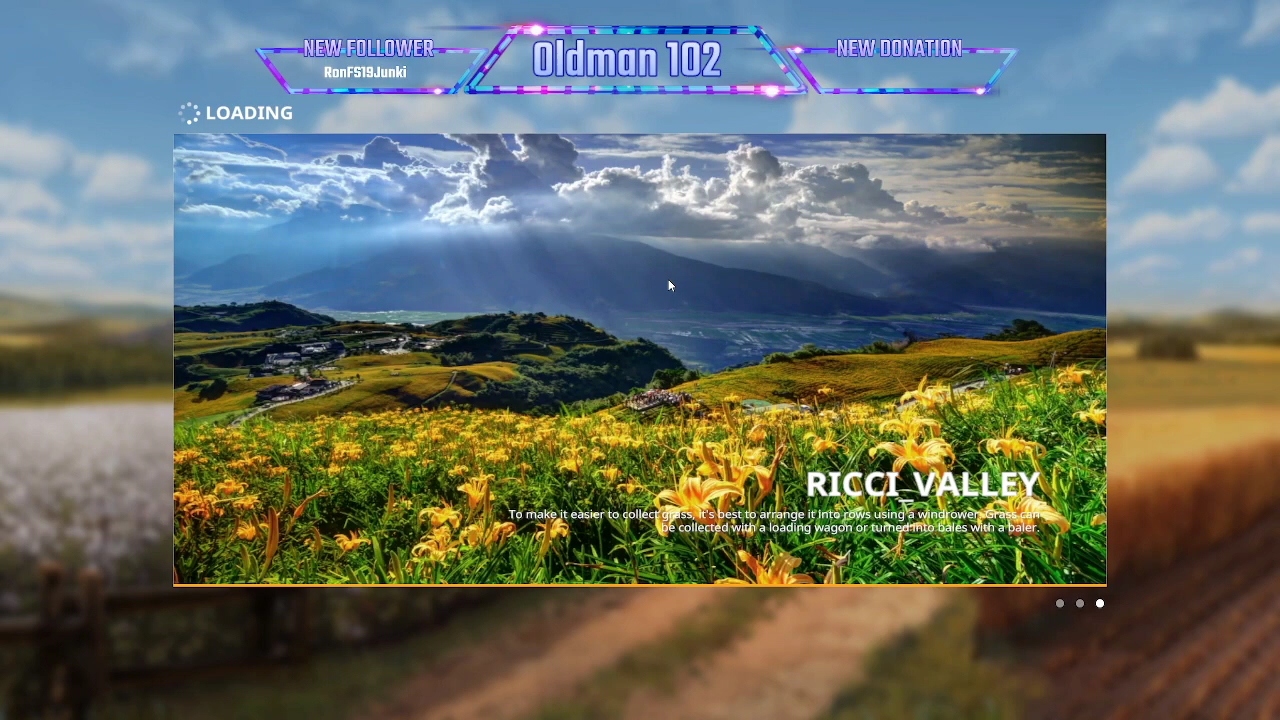 NEW FOLLOWER
RonFS19Junki
Oldman 102
NEW DONATION
LOADING
RICCI_VALLEY
To make it easier to collect grass, it's best to arrange it into rows using a windrower. Grass can
be collected with a loading wagon or turned into bales with a baler.